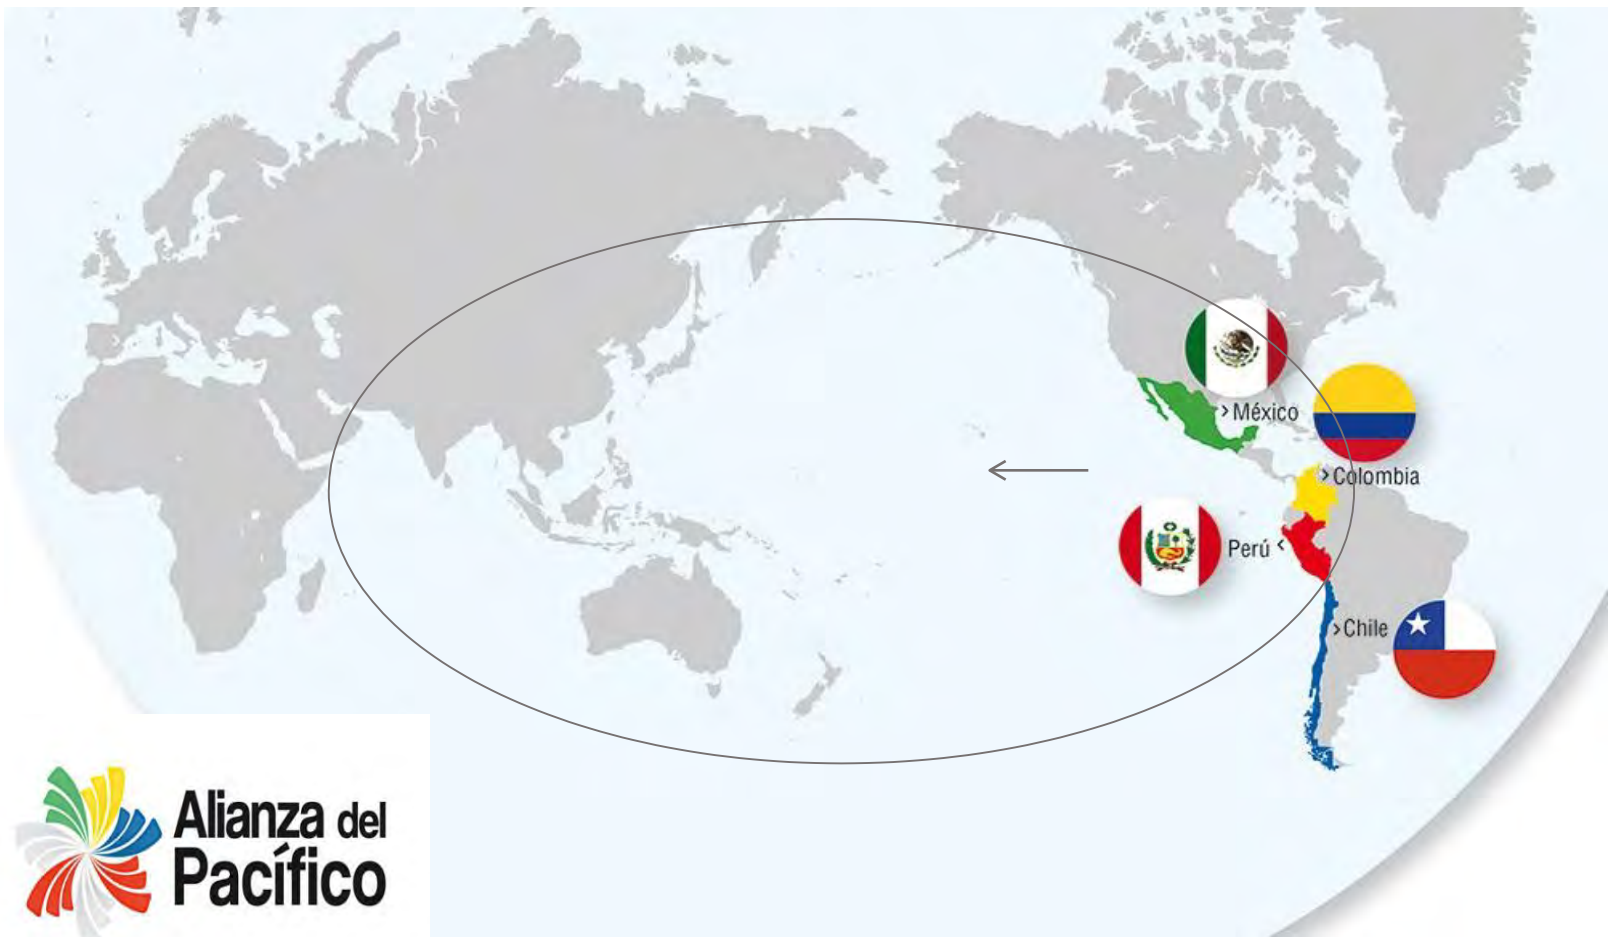 México
Colombia
Perú
Chile
Alianza del
Pacífico